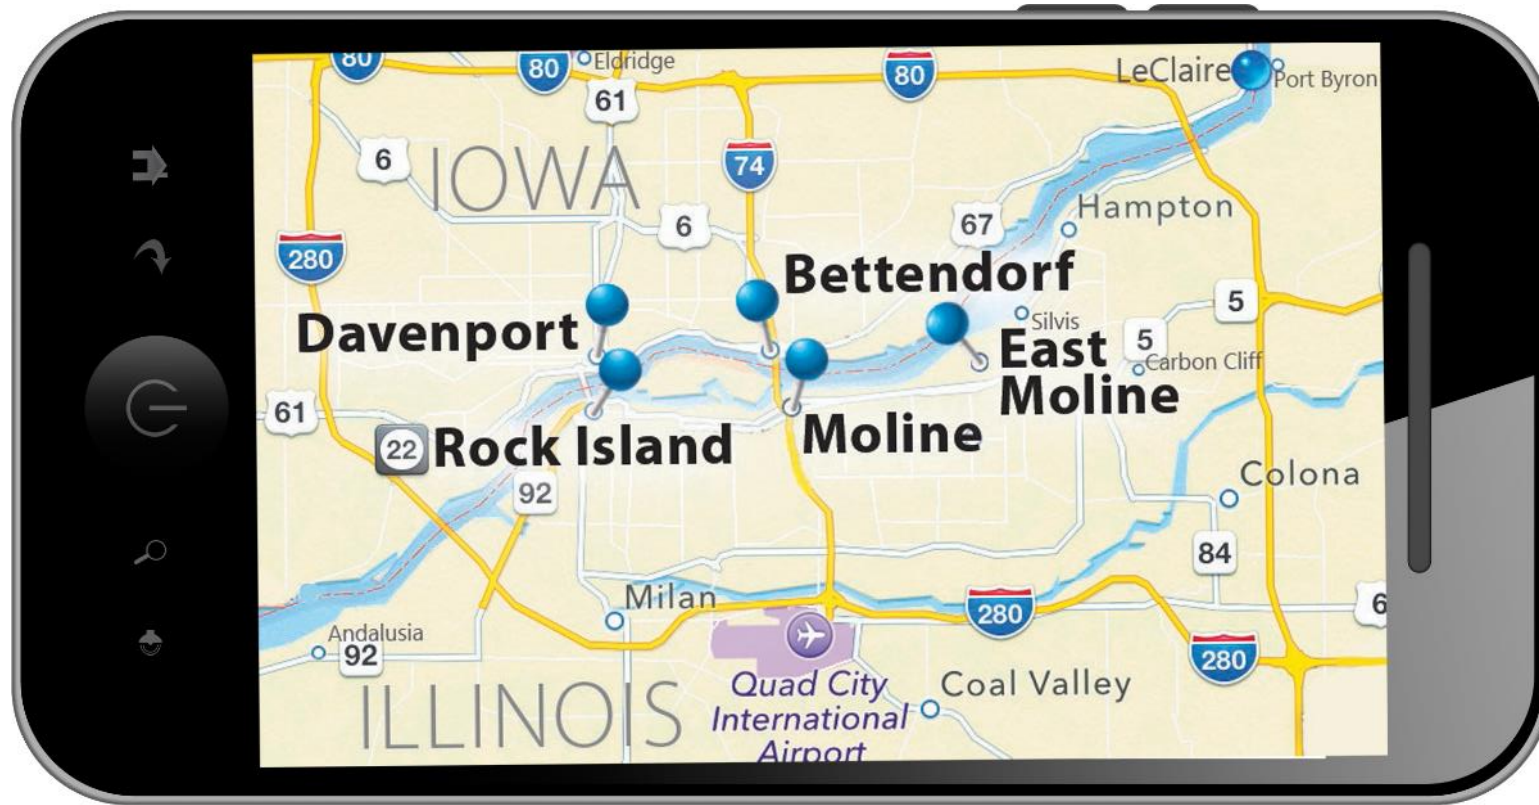 80
80
Eldridge
80
LeClaire
Port Byron
61
6
IOWA
74
Hampton
6
67
280
Bettendorf
5
Davenport
Silvis
5
East
Moline
Carbon Cliff
61
22
Rock Island
Moline
92
Colona
84
Milan
280
6
Andalusia
92
280
ILLINOIS
Quad City
International
Airport
Coal Valley